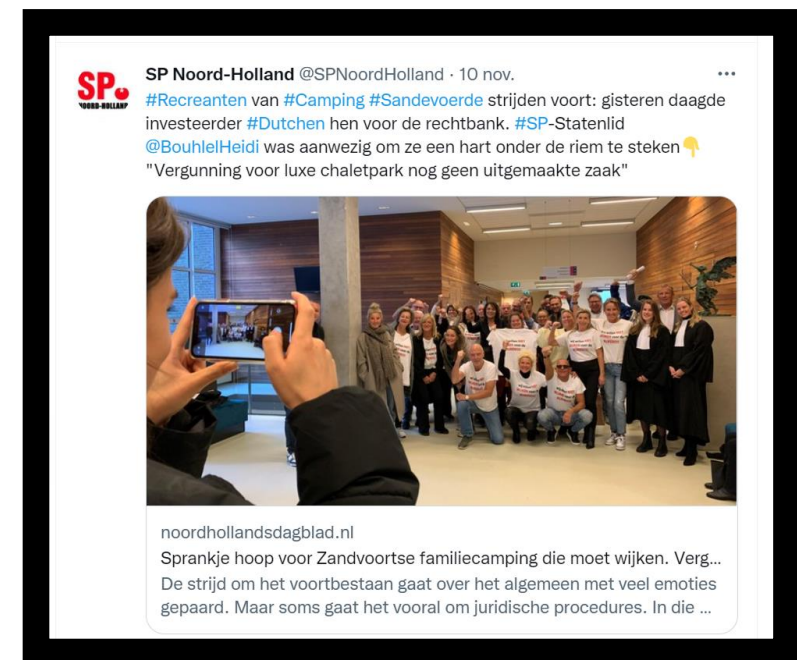 SP
NOORD-HOLLAND
SP Noord-Holland @SPNoordHolland · 10 nov.
#Recreanten van #Camping #Sandevoerde strijden voort: gisteren daagde
investeerder #Dutchen hen voor de rechtbank. #SP-Statenlid
@BouhlelHeidi was aanwezig om ze een hart onder de riem te steken👇
"Vergunning voor luxe chaletpark nog geen uitgemaakte zaak"
noordhollandsdagblad.nl
Sprankje hoop voor Zandvoortse familiecamping die moet wijken. Verg...
De strijd om het voortbestaan gaat over het algemeen met veel emoties
gepaard. Maar soms gaat het vooral om juridische procedures. In die ...